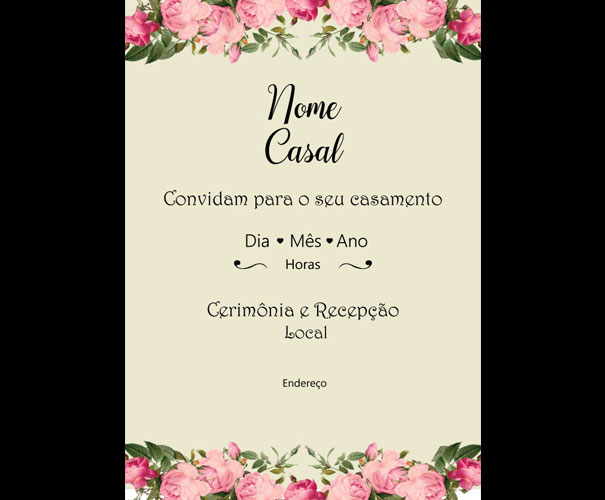 Nome
Casal
Convidam para o seu casamento
Dia ♥ Mês ♥ Ano
Horas
Cerimônia e Recepção
Local
Endereço